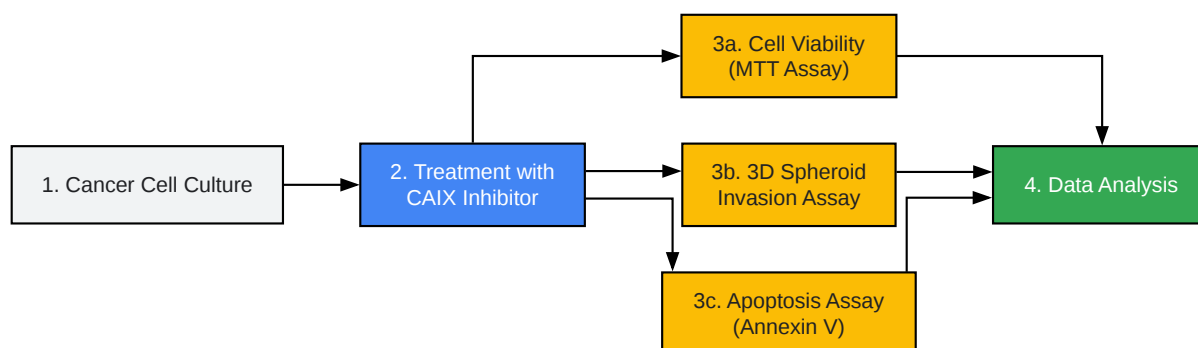 3a. Cell Viability
(MTT Assay)
1. Cancer Cell Culture
2. Treatment with
CAIX Inhibitor
3b. 3D Spheroid
Invasion Assay
4. Data Analysis
3c. Apoptosis Assay
(Annexin V)